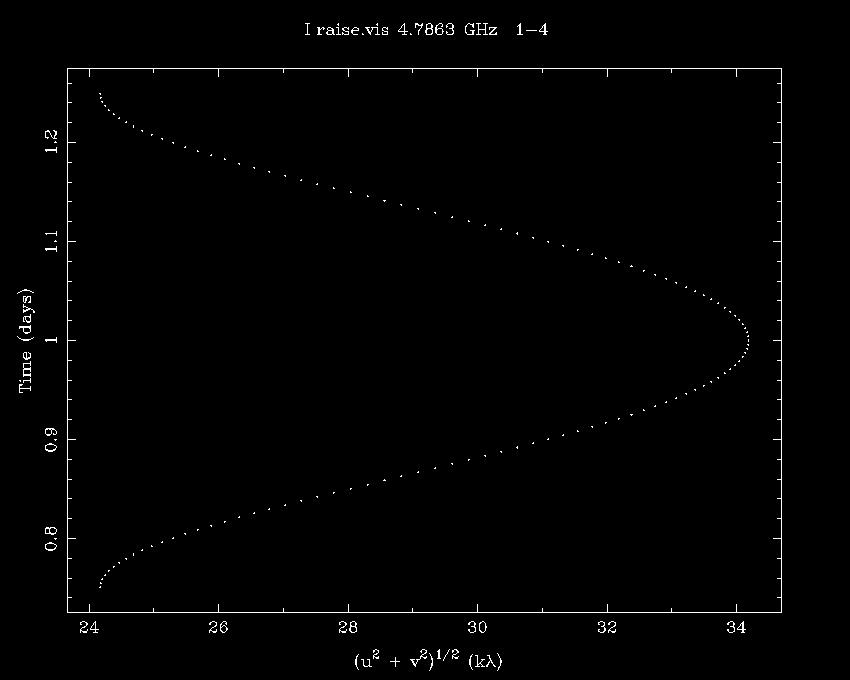 I raise.vis 4.7863 GHz 1−4
1.2
1.1
1
0.9
0.8
Time (days)
24 26 28 30 32 34
(u² + v²)¹/² (kλ)